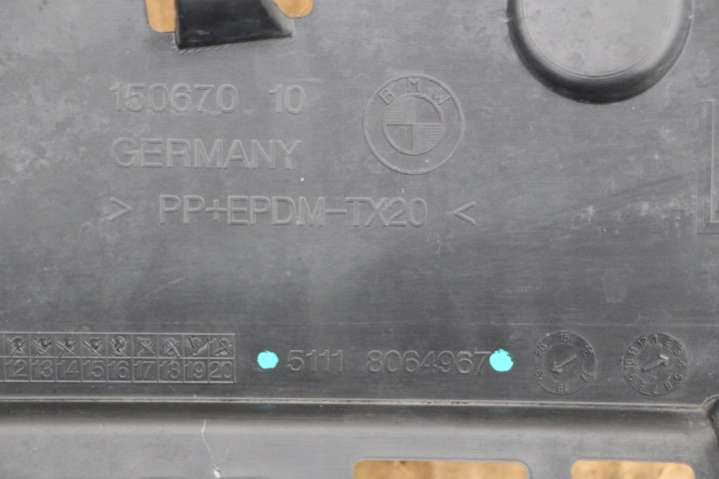 150670 10
BMW
GERMANY
> PP+EPDM-TX20 <
12 13 14 15 16 17 18 19 20
5111 8064967